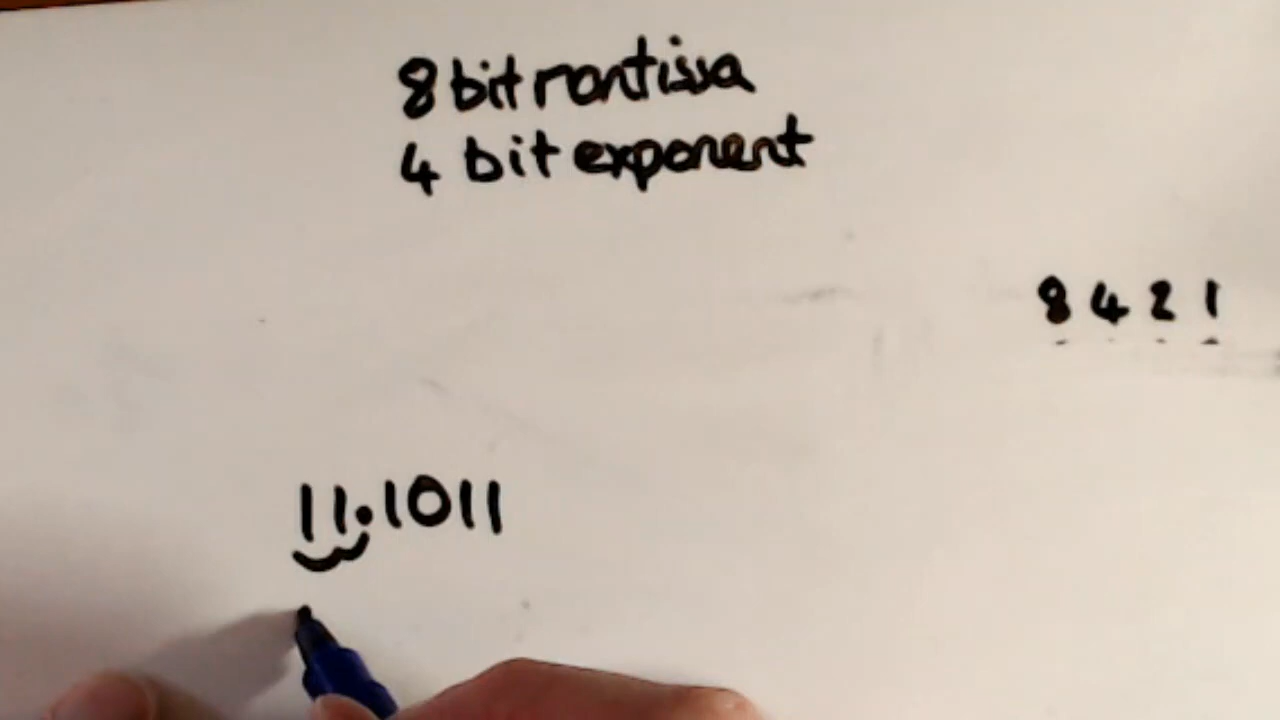 8 bit mantissa
4 bit exponent
8 4 2 1
11.1011